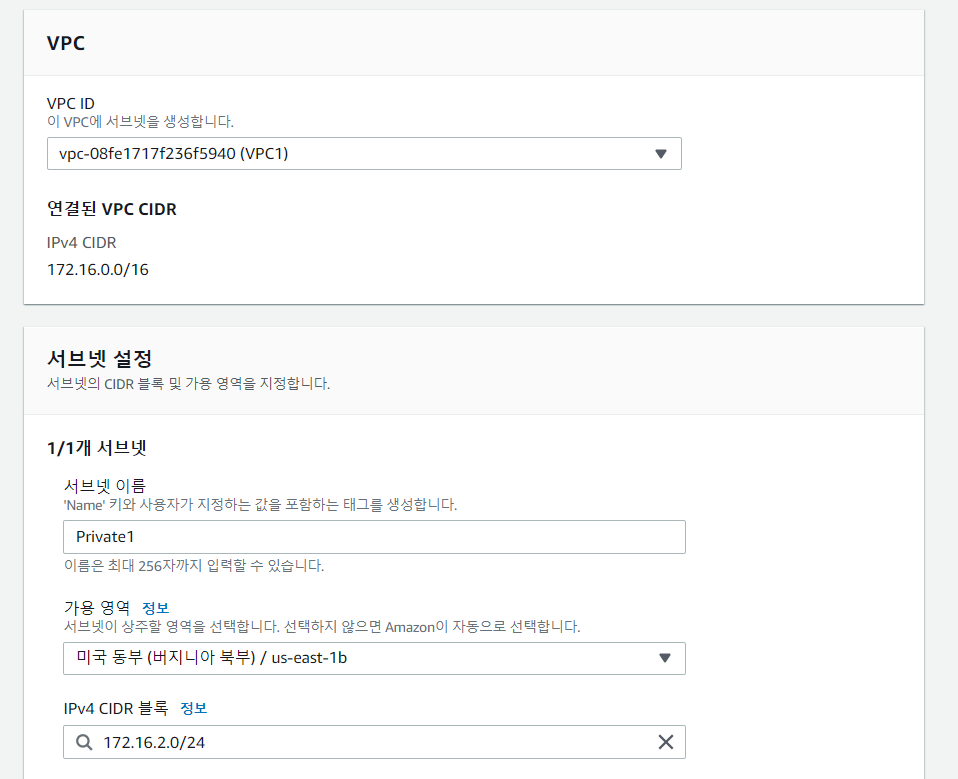 VPC
VPC ID
이 VPC에 서브넷을 생성합니다.
vpc-08fe1717f236f5940 (VPC1)
연결된 VPC CIDR
IPv4 CIDR
172.16.0.0/16
서브넷 설정
서브넷의 CIDR 블록 및 가용 영역을 지정합니다.
1/1개 서브넷
서브넷 이름
'Name' 키와 사용자가 지정하는 값을 포함하는 태그를 생성합니다.
Private1
이름은 최대 256자까지 입력할 수 있습니다.
가용 영역 정보
서브넷이 상주할 영역을 선택합니다. 선택하지 않으면 Amazon이 자동으로 선택합니다.
미국 동부 (버지니아 북부) / us-east-1b
IPv4 CIDR 블록 정보
172.16.2.0/24